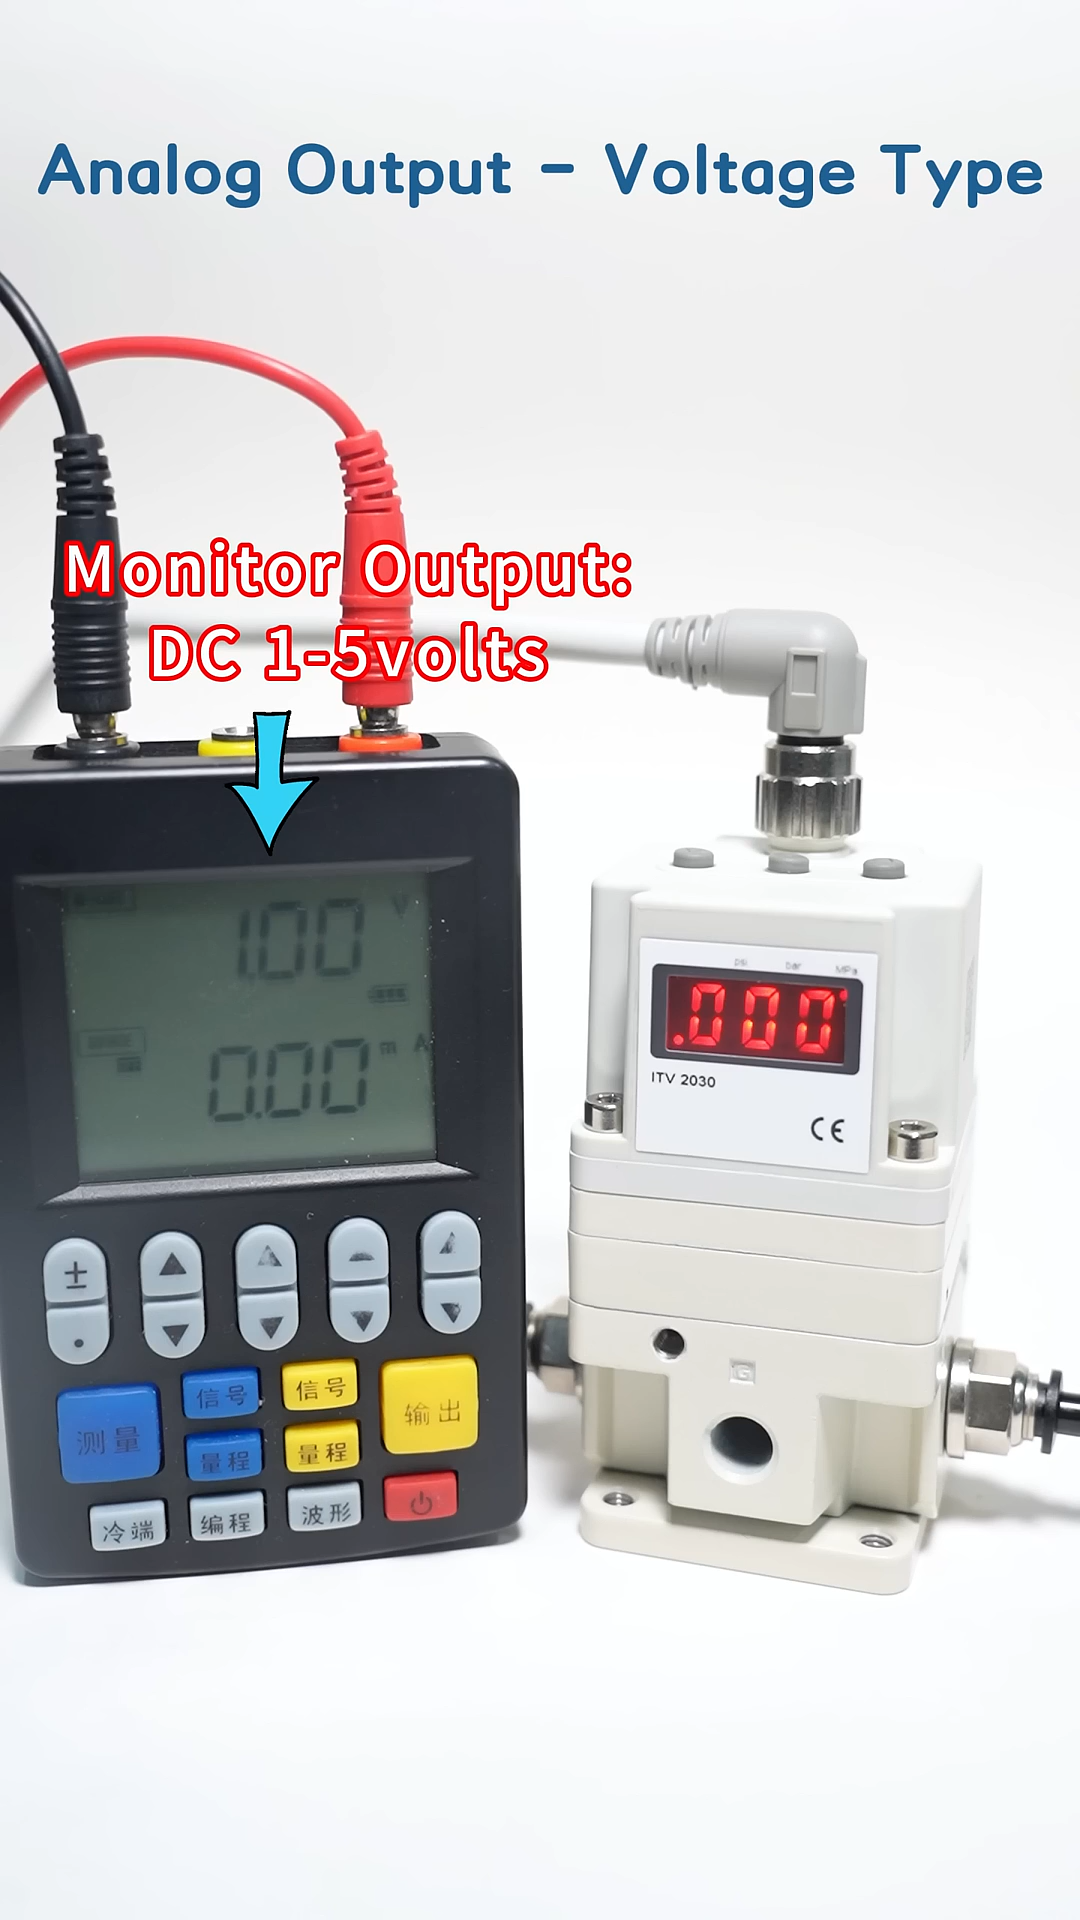 Analog Output - Voltage Type
Monitor Output:
DC 1-5volts
1.00 V
0.00 m A
psi bar MPa
.000
ITV 2030
CE
测量
信号
信号
输出
量程
量程
冷端
编程
波形
G